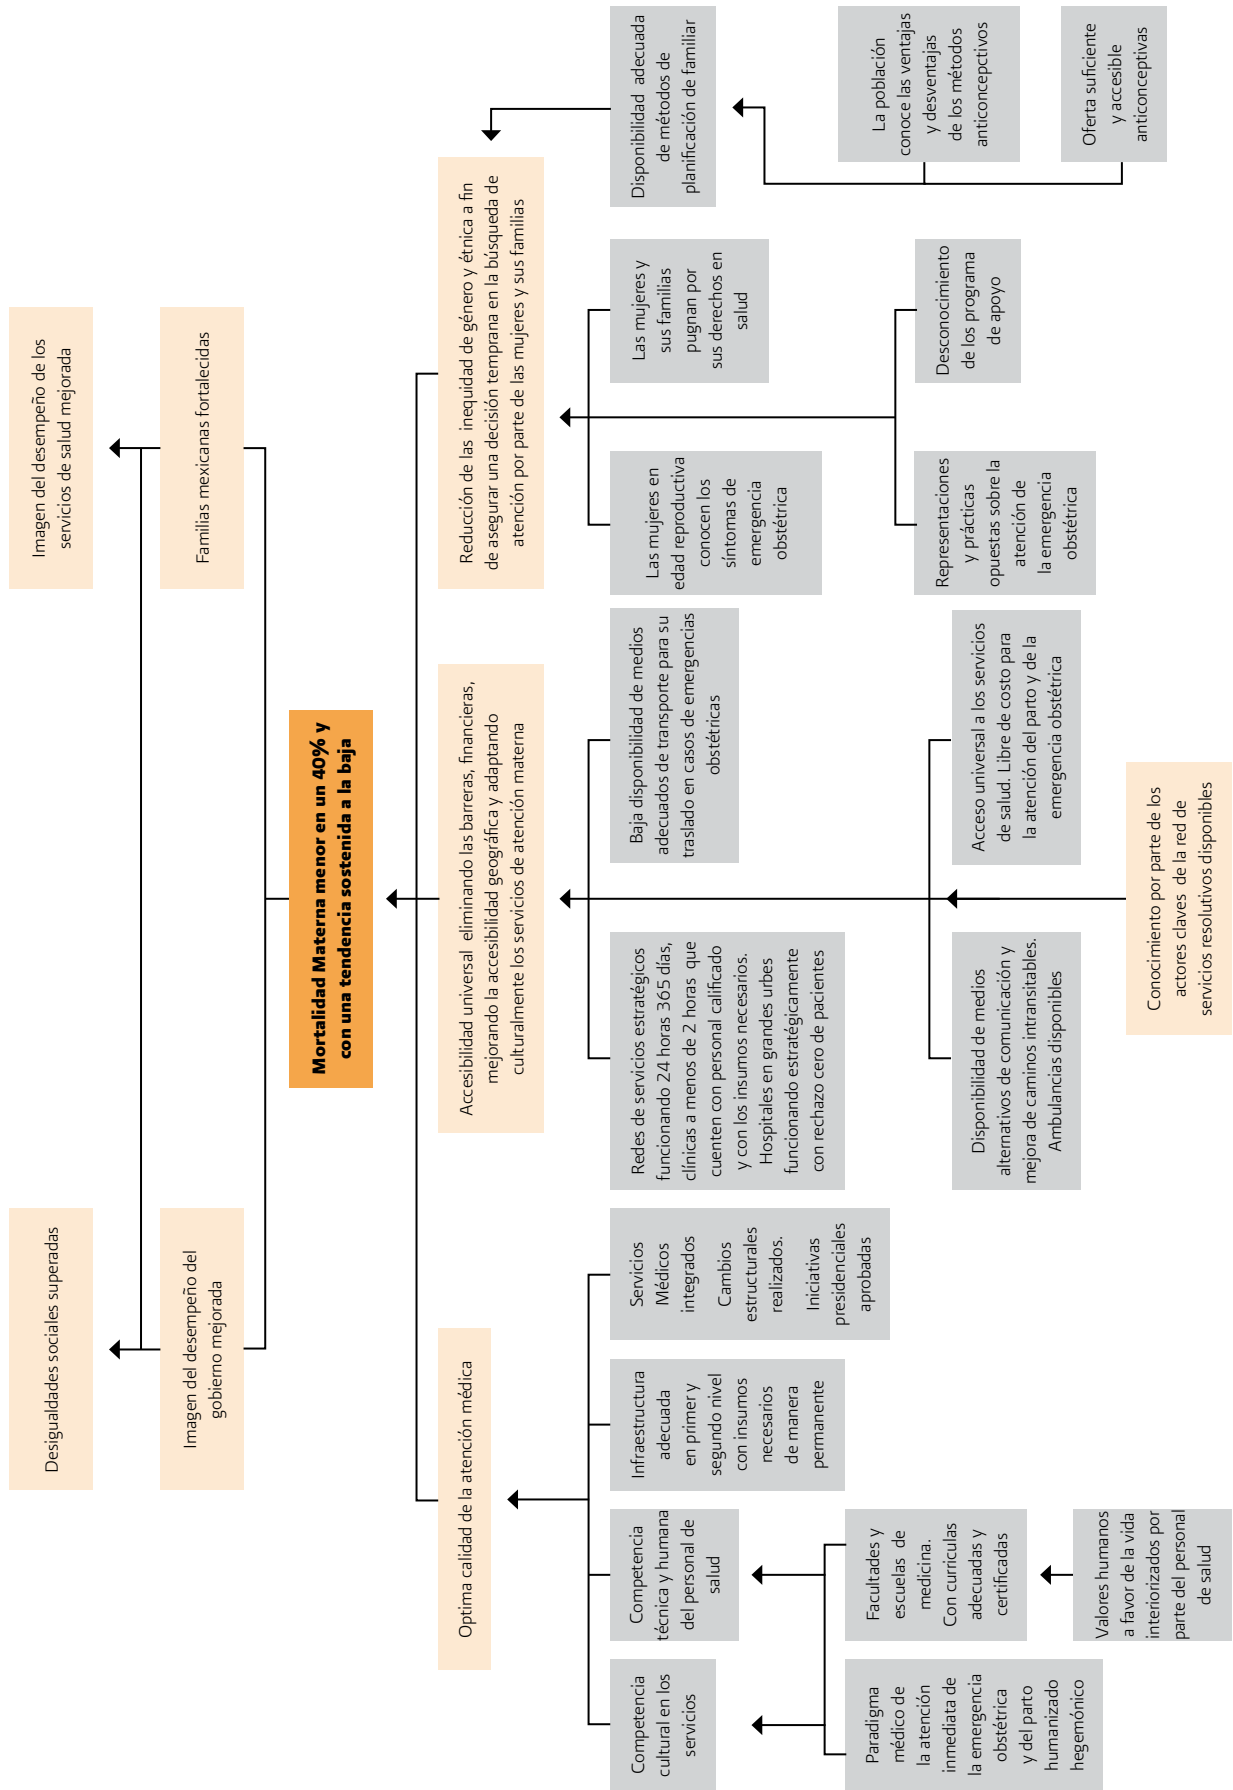 Desigualdades sociales superadas
Imagen del desempeño de los
servicios de salud mejorada
Imagen del desempeño del
gobierno mejorada
Familias mexicanas fortalecidas
Mortalidad Materna menor en un 40% y
con una tendencia sostenida a la baja
Optima calidad de la atención médica
Accesibilidad universal eliminando las barreras, financieras,
mejorando la accesibilidad geográfica y adaptando
culturalmente los servicios de atención materna
Reducción de las inequidad de género y étnica a fin
de asegurar una decisión temprana en la búsqueda de
atención por parte de las mujeres y sus familias
Competencia
cultural en los
servicios
Competencia
técnica y humana
del personal de
salud
Infraestructura
adecuada
en primer y
segundo nivel
con insumos
necesarios
de manera
permanente
Servicios
Médicos
integrados
Cambios
estructurales
realizados.
Iniciativas
presidenciales
aprobadas
Redes de servicios estratégicos
funcionando 24 horas 365 días,
clínicas a menos de 2 horas que
cuenten con personal calificado
y con los insumos necesarios.
Hospitales en grandes urbes
funcionando estratégicamente
con rechazo cero de pacientes
Baja disponibilidad de medios
adecuados de transporte para su
traslado en casos de emergencias
obstétricas
Las mujeres en
edad reproductiva
conocen los
síntomas de
emergencia
obstétrica
Las mujeres y
sus familias
pugnan por
sus derechos en
salud
Disponibilidad adecuada
de métodos de
planificación de familiar
Paradigma
médico de
la atención
inmediata de
la emergencia
obstétrica
y del parto
humanizado
hegemónico
Facultades y
escuelas de
medicina.
Con curriculas
adecuadas y
certificadas
Disponibilidad de medios
alternativos de comunicación y
mejora de caminos intransitables.
Ambulancias disponibles
Acceso universal a los servicios
de salud. Libre de costo para
la atención del parto y de la
emergencia obstétrica
Representaciones
y prácticas
opuestas sobre la
atención de
la emergencia
obstétrica
Desconocimiento
de los programa
de apoyo
La población
conoce las ventajas
y desventajas
de los métodos
anticoncepctivos
Valores humanos
a favor de la vida
interiorizados por
parte del personal
de salud
Conocimiento por parte de los
actores claves de la red de
servicios resolutivos disponibles
Oferta suficiente
y accesible
anticonceptivas